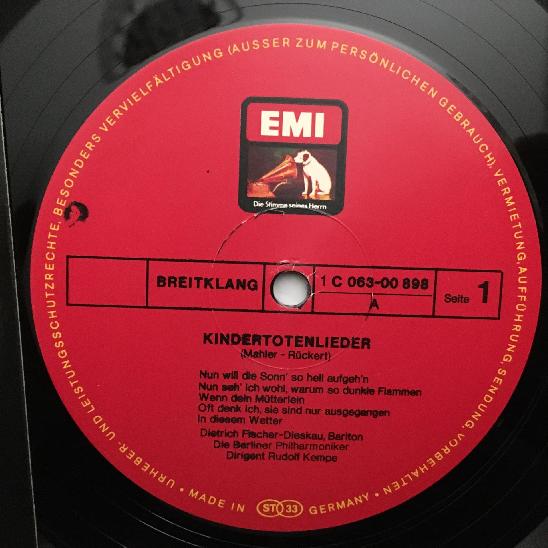 URHEBER- UND LEISTUNGSSCHUTZRECHTE, BESONDERS VERVIELFÄLTIGUNG (AUSSER ZUM PERSÖNLICHEN GEBRAUCH), VERMIETUNG, AUFFÜHRUNG, SENDUNG, VORBEHALTEN
EMI
Die Stimme seines Herrn
BREITKLANG
1 C 063-00 898
A
Seite 1
KINDERTOTENLIEDER
(Mahler - Rückert)
Nun will die Sonn' so hell aufgeh'n
Nun seh' ich wohl, warum so dunkle Flammen
Wenn dein Mütterlein
Oft denk ich, sie sind nur ausgegangen
In diesem Wetter
Dietrich Fischer-Dieskau, Bariton
Die Berliner Philharmoniker
Dirigent Rudolf Kempe
• MADE IN ST 33 GERMANY •